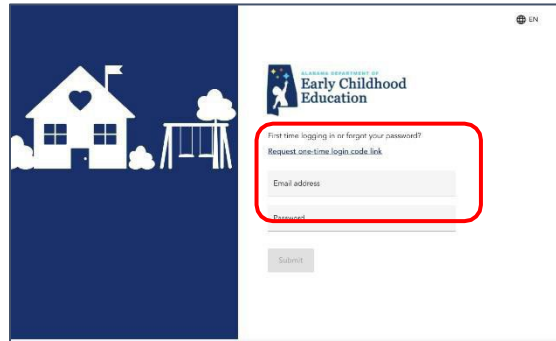 EN
ALABAMA DEPARTMENT OF
Early Childhood
Education
First time logging in or forgot your password?
Request one-time login code link
Email address
Password
Submit